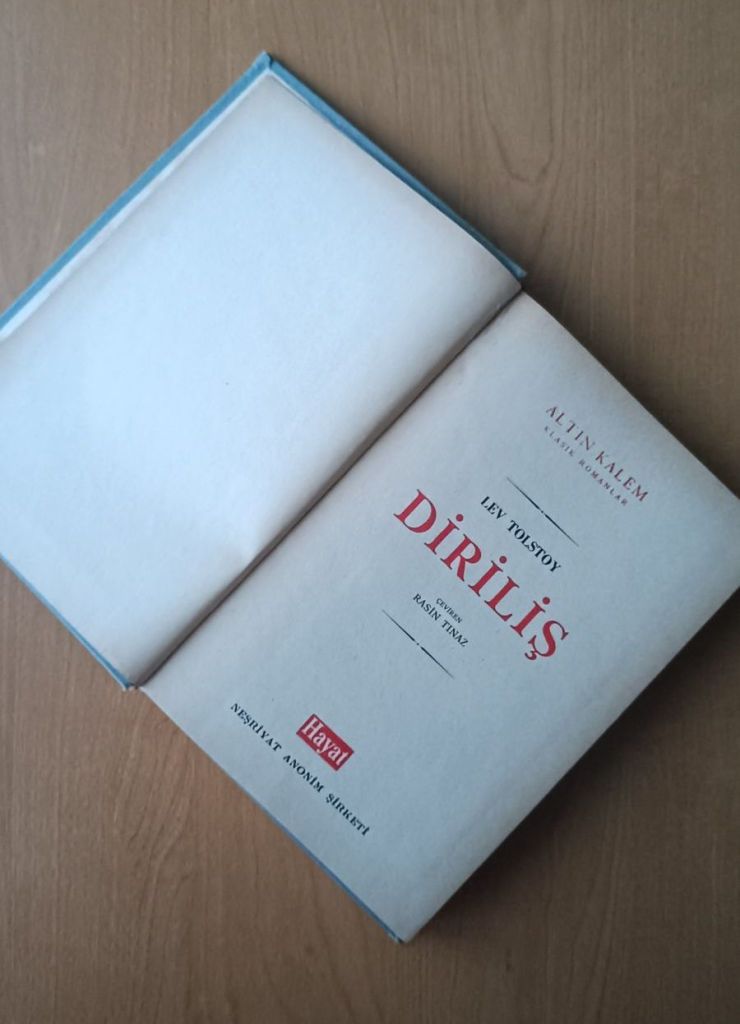 ALTIN KALEM
KLASİK ROMANLAR
LEV TOLSTOY
DİRİLİŞ
ÇEVİREN
RASİN TINAZ
Hayat
NEŞRİYAT ANONİM ŞİRKETİ